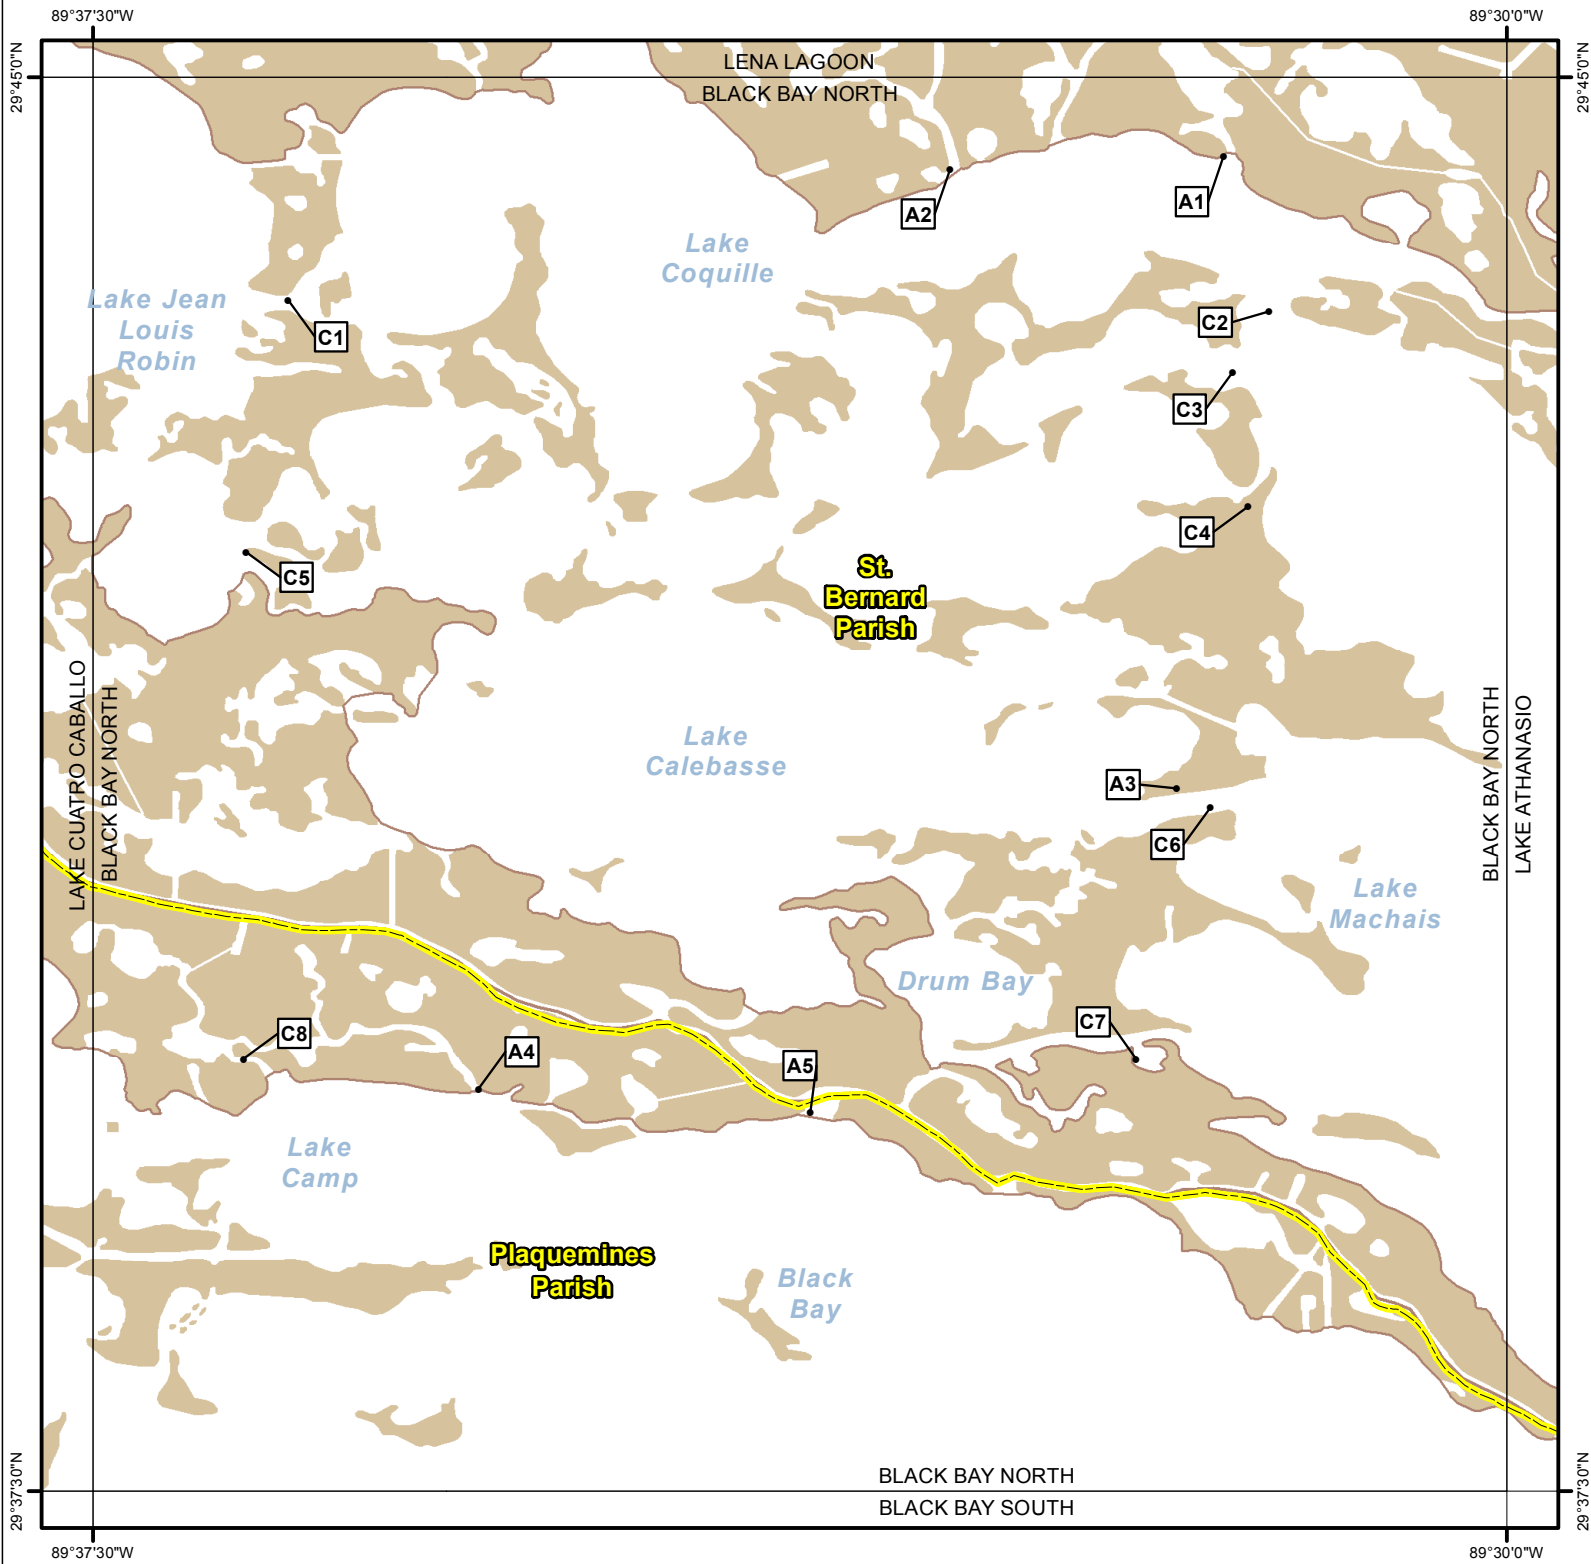 89°37'30"W
89°30'0"W
29°45'0"N
29°45'0"N
LENA LAGOON
BLACK BAY NORTH
A2
A1
Lake
Coquille
Lake Jean
Louis
Robin
C1
C2
C3
C4
C5
St.
Bernard
Parish
LAKE CUATRO CABALLO
BLACK BAY NORTH
Lake
Calebasse
BLACK BAY NORTH
LAKE ATHANASIO
A3
C6
Lake
Machais
Drum Bay
C7
C8
A4
A5
Lake
Camp
Plaquemines
Parish
Black
Bay
BLACK BAY NORTH
BLACK BAY SOUTH
29°37'30"N
29°37'30"N
89°37'30"W
89°30'0"W